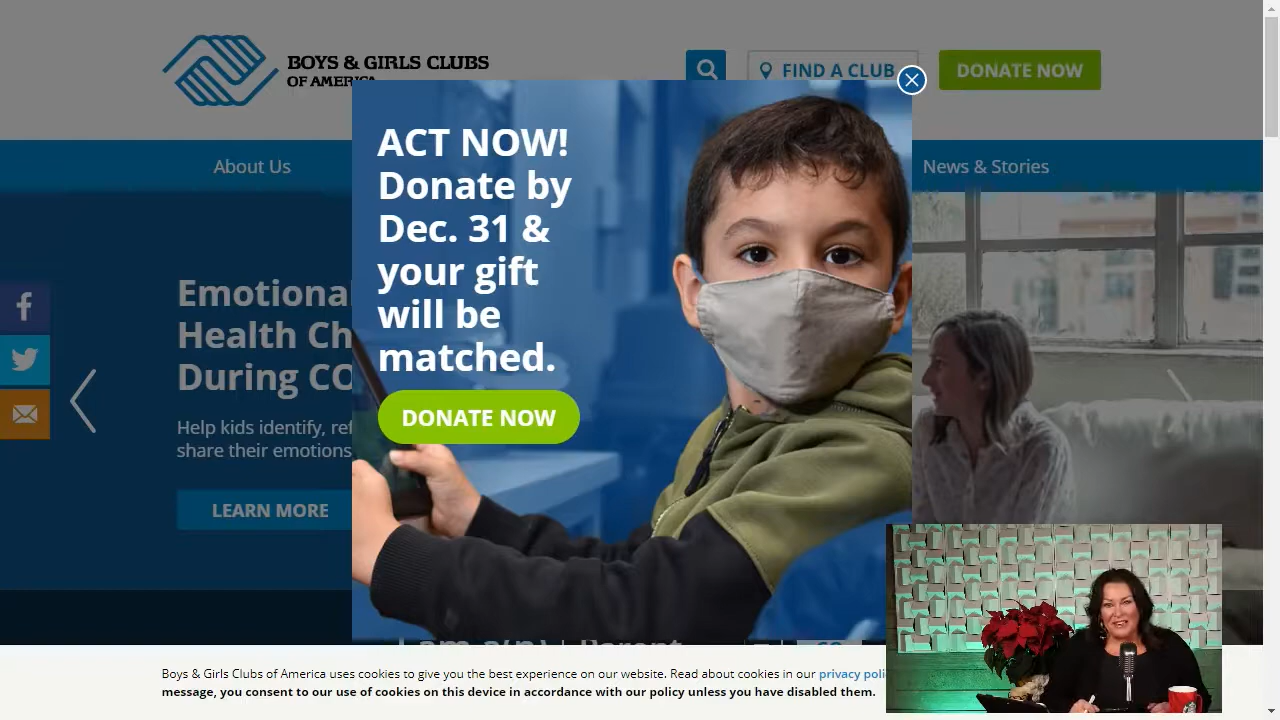 BOYS & GIRLS CLUBS
OF AMERICA
FIND A CLUB
DONATE NOW
ACT NOW!
Donate by
Dec. 31 &
your gift
will be
matched.
DONATE NOW
About Us
News & Stories
Emotional
Health Ch
During CO
Help kids identify, ref
share their emotions
LEARN MORE
Parent
Boys & Girls Clubs of America uses cookies to give you the best experience on our website. Read about cookies in our privacy poli
message, you consent to our use of cookies on this device in accordance with our policy unless you have disabled them.